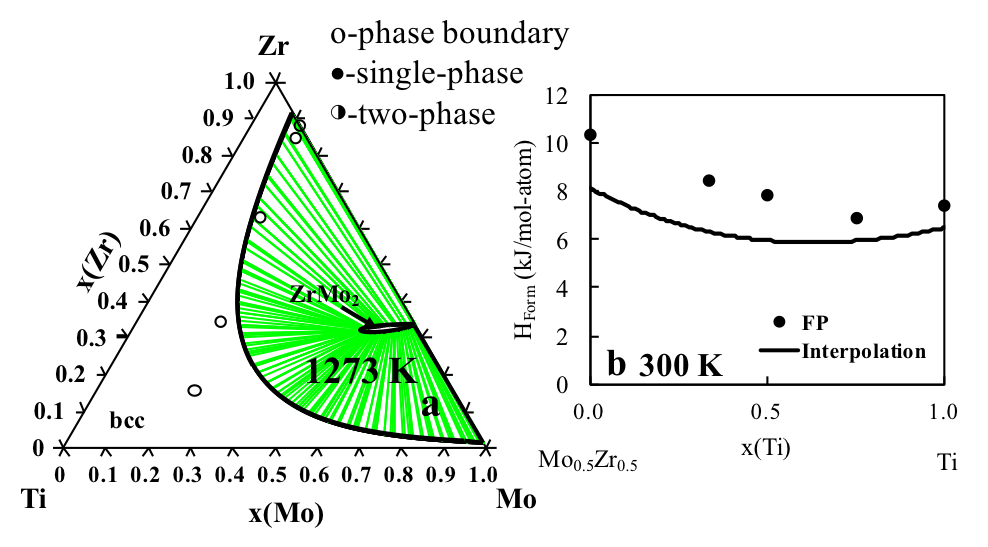 Zr
o-phase boundary
●-single-phase
◑-two-phase
1.0
0.9
0.8
0.7
0.6
0.5
0.4
0.3
0.2
0.1
0
x(Zr)
ZrMo₂
1273 K
a
bcc
0 0.1 0.2 0.3 0.4 0.5 0.6 0.7 0.8 0.9 1.0
Ti
Mo
x(Mo)
12
10
8
6
4
2
0
H_Form (kJ/mol-atom)
FP
Interpolation
b 300 K
0.0 0.5 1.0
x(Ti)
Mo₀.₅Zr₀.₅
Ti